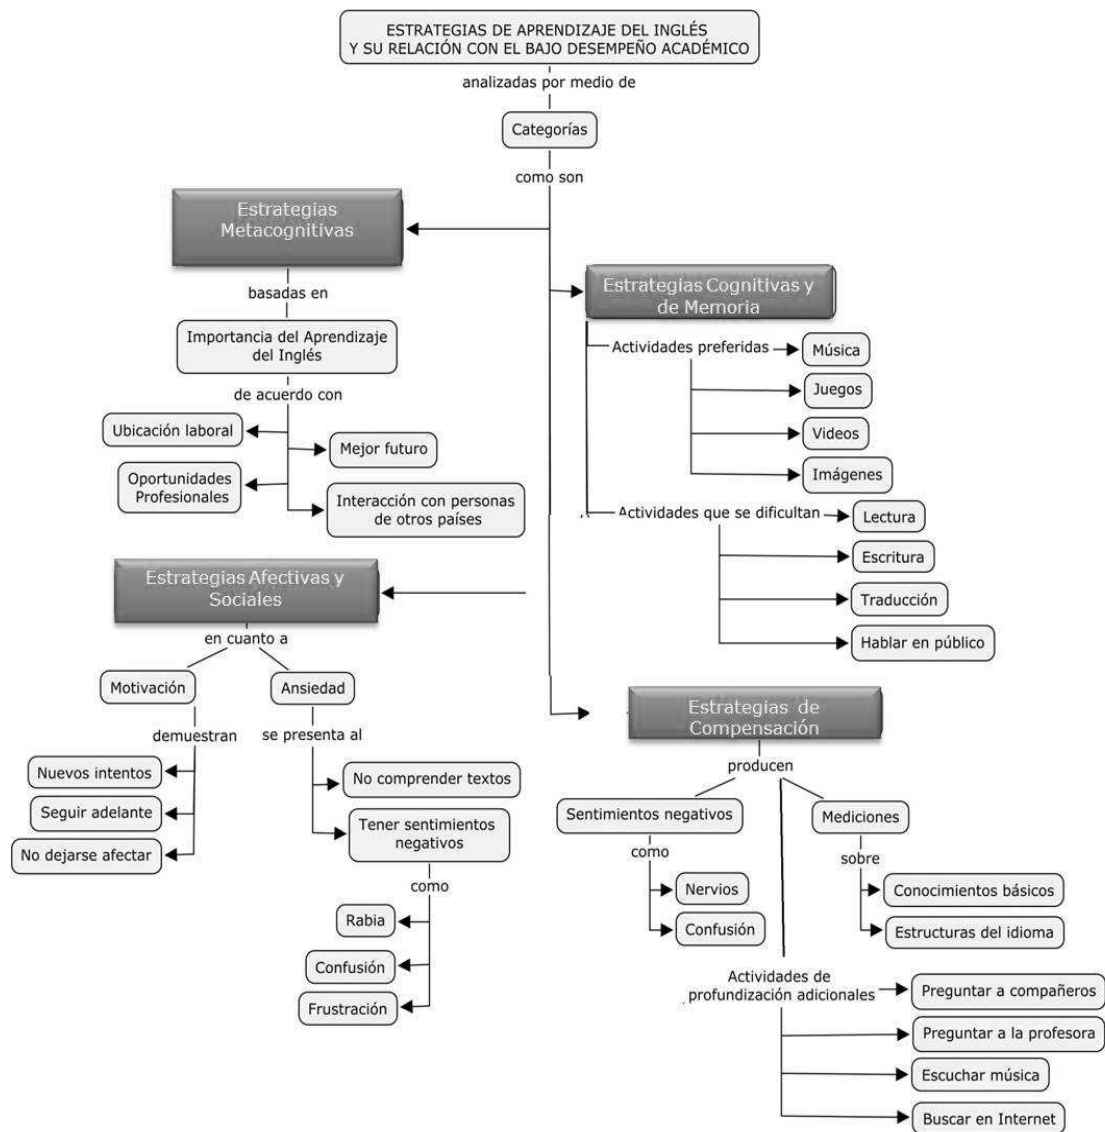 ESTRATEGIAS DE APRENDIZAJE DEL INGLÉS
Y SU RELACIÓN CON EL BAJO DESEMPEÑO ACADÉMICO
analizadas por medio de
Categorías
como son
Estrategias
Metacognitivas
basadas en
Importancia del Aprendizaje
del Inglés
de acuerdo con
Ubicación laboral
Mejor futuro
Oportunidades
Profesionales
Interacción con personas
de otros países
Estrategias Cognitivas y
de Memoria
Actividades preferidas
Música
Juegos
Videos
Imágenes
Actividades que se dificultan
Lectura
Escritura
Traducción
Hablar en público
Estrategias Afectivas y
Sociales
en cuanto a
Motivación
demuestran
Nuevos intentos
Seguir adelante
No dejarse afectar
Ansiedad
se presenta al
No comprender textos
Tener sentimientos
negativos
como
Rabia
Confusión
Frustración
Estrategias de
Compensación
producen
Sentimientos negativos
como
Nervios
Confusión
Mediciones
sobre
Conocimientos básicos
Estructuras del idioma
Actividades de
profundización adicionales
Preguntar a compañeros
Preguntar a la profesora
Escuchar música
Buscar en Internet